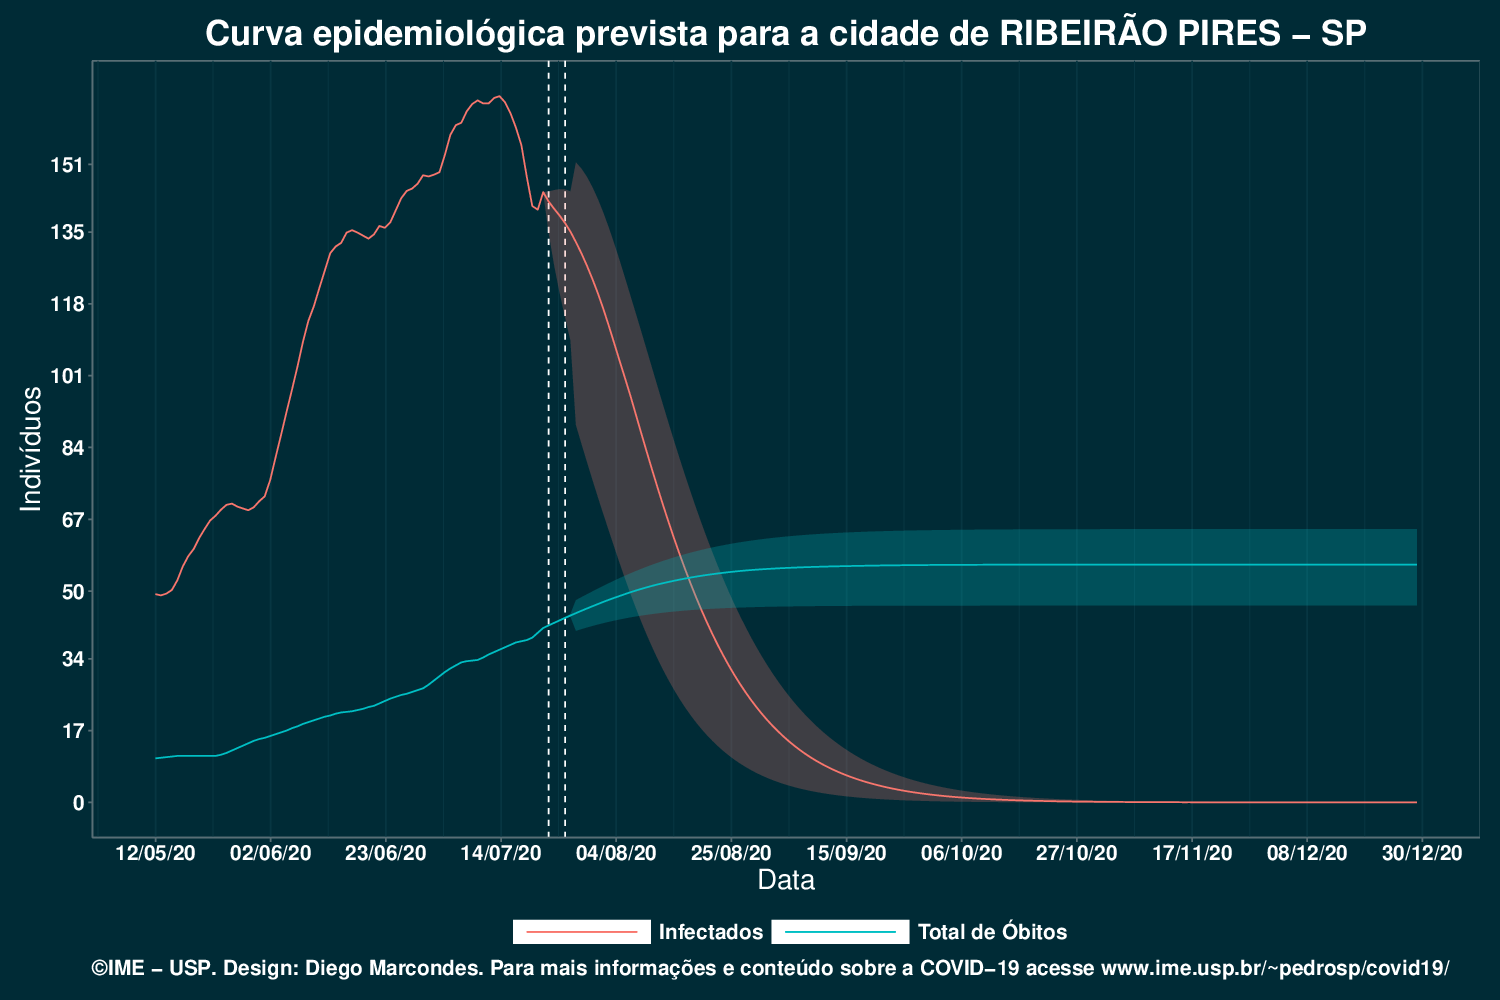 Curva epidemiológica prevista para a cidade de RIBEIRÃO PIRES – SP
Indivíduos
151
135
118
101
84
67
50
34
17
0
12/05/20 02/06/20 23/06/20 14/07/20 04/08/20 25/08/20 15/09/20 06/10/20 27/10/20 17/11/20 08/12/20 30/12/20
Data
Infectados Total de Óbitos
©IME – USP. Design: Diego Marcondes. Para mais informações e conteúdo sobre a COVID–19 acesse www.ime.usp.br/~pedrosp/covid19/